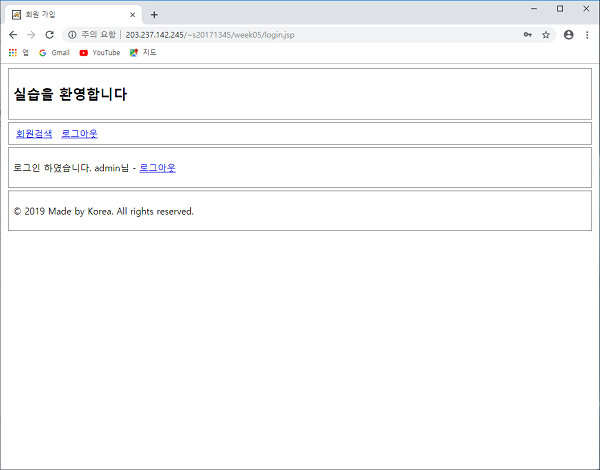 회원 가입
주의 요함 203.237.142.245/~s20171345/week05/login.jsp
앱 Gmail YouTube 지도
실습을 환영합니다
회원검색 로그아웃
로그인 하였습니다. admin님 - 로그아웃
© 2019 Made by Korea. All rights reserved.